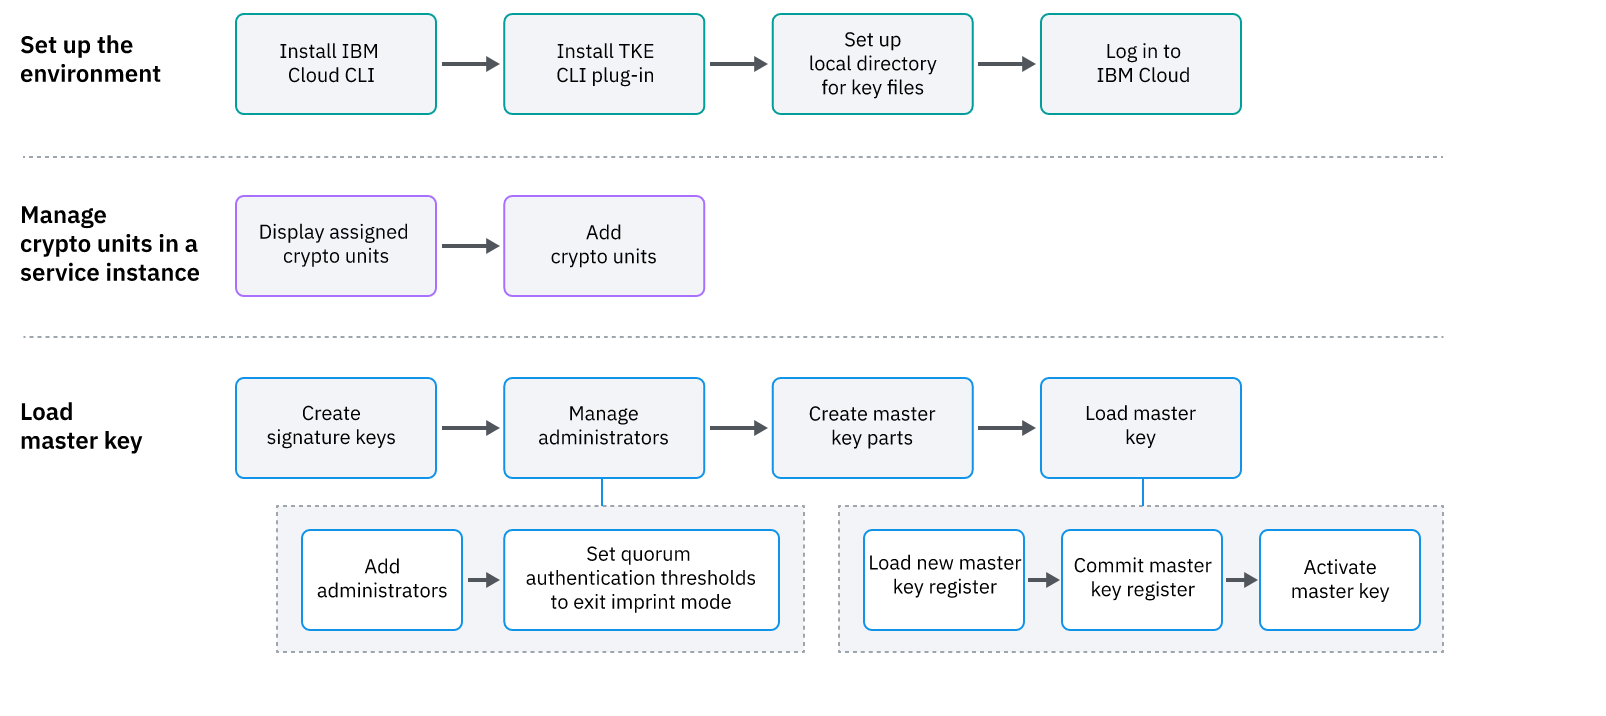 Set up the
environment
Install IBM
Cloud CLI
Install TKE
CLI plug-in
Set up
local directory
for key files
Log in to
IBM Cloud
Manage
crypto units in a
service instance
Display assigned
crypto units
Add
crypto units
Load
master key
Create
signature keys
Manage
administrators
Create master
key parts
Load master
key
Add
administrators
Set quorum
authentication thresholds
to exit imprint mode
Load new master
key register
Commit master
key register
Activate
master key